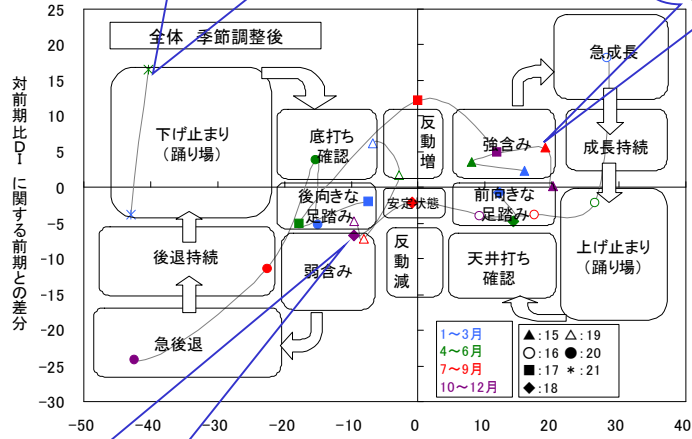 25
20
15
10
5
0
-5
-10
-15
-20
-25
-30
-50
-40
-30
-20
-10
0
10
20
30
40
対前期比DI に関する前期との差分
全体 季節調整後
急成長
下げ止まり
(踊り場)
底打ち
確認
反動増
強含み
成長持続
後向きな
足踏み
安定状態
前向きな
足踏み
後退持続
弱含み
反動減
天井打ち
確認
上げ止まり
(踊り場)
急後退
1~3月
4~6月
7~9月
10~12月
▲:15 △:19
○:16 ●:20
■:17 *:21
◆:18